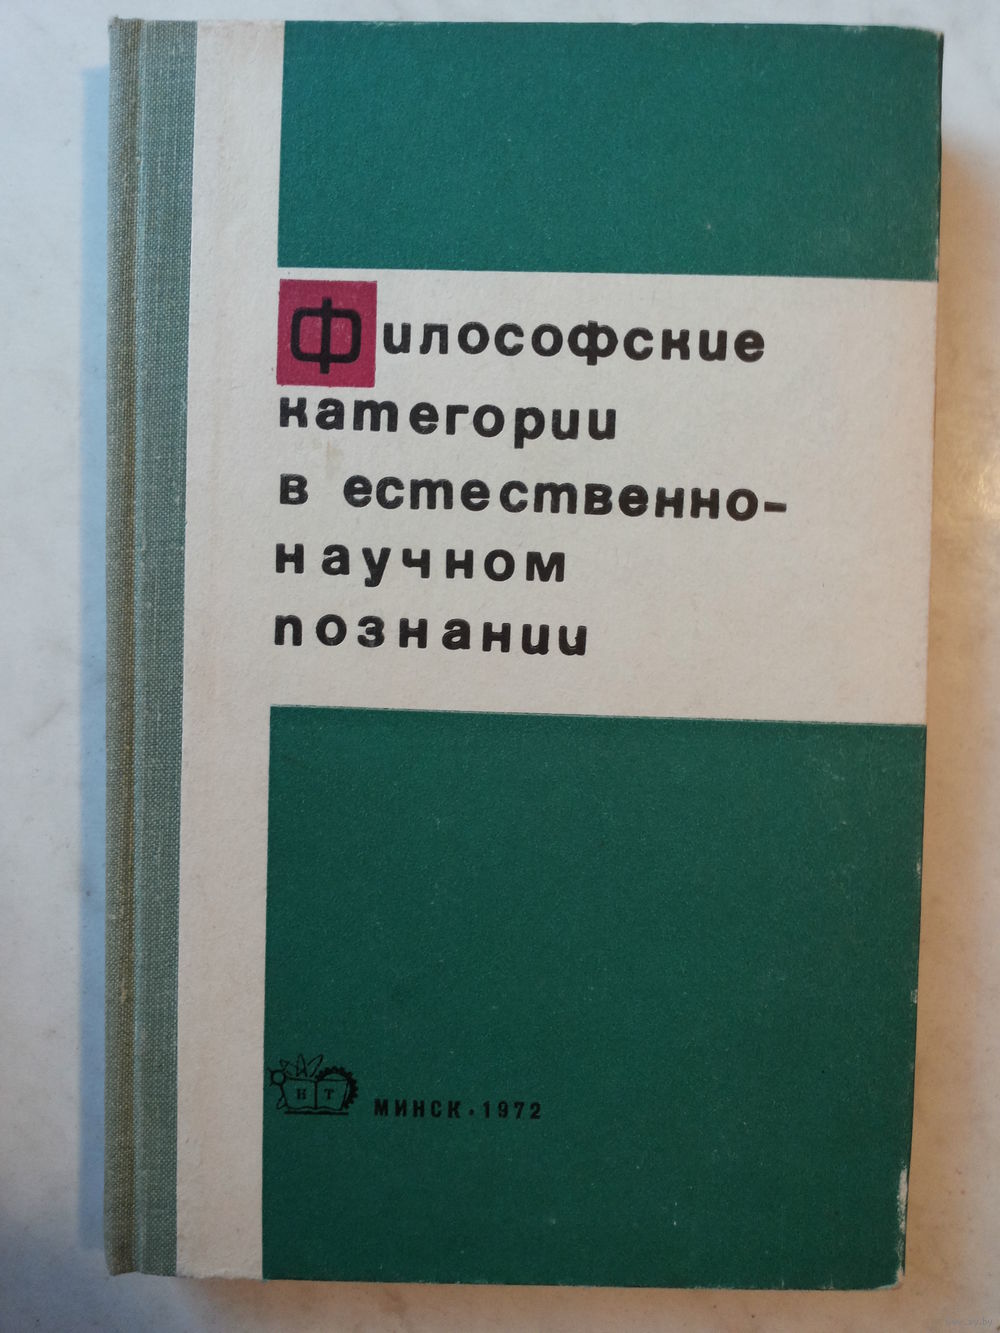 Философские
категории
в естественно-
научном
познании
Н Т
МИНСК·1972